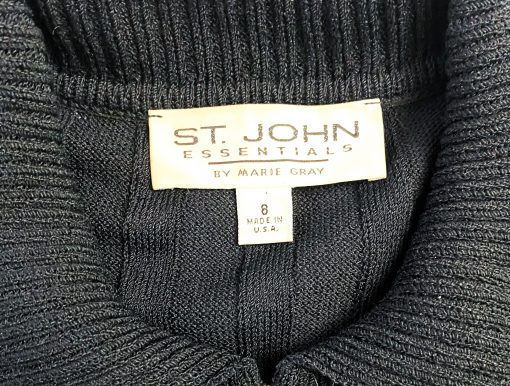 ST. JOHN
ESSENTIALS
BY MARIE GRAY
8
MADE IN
U.S.A.